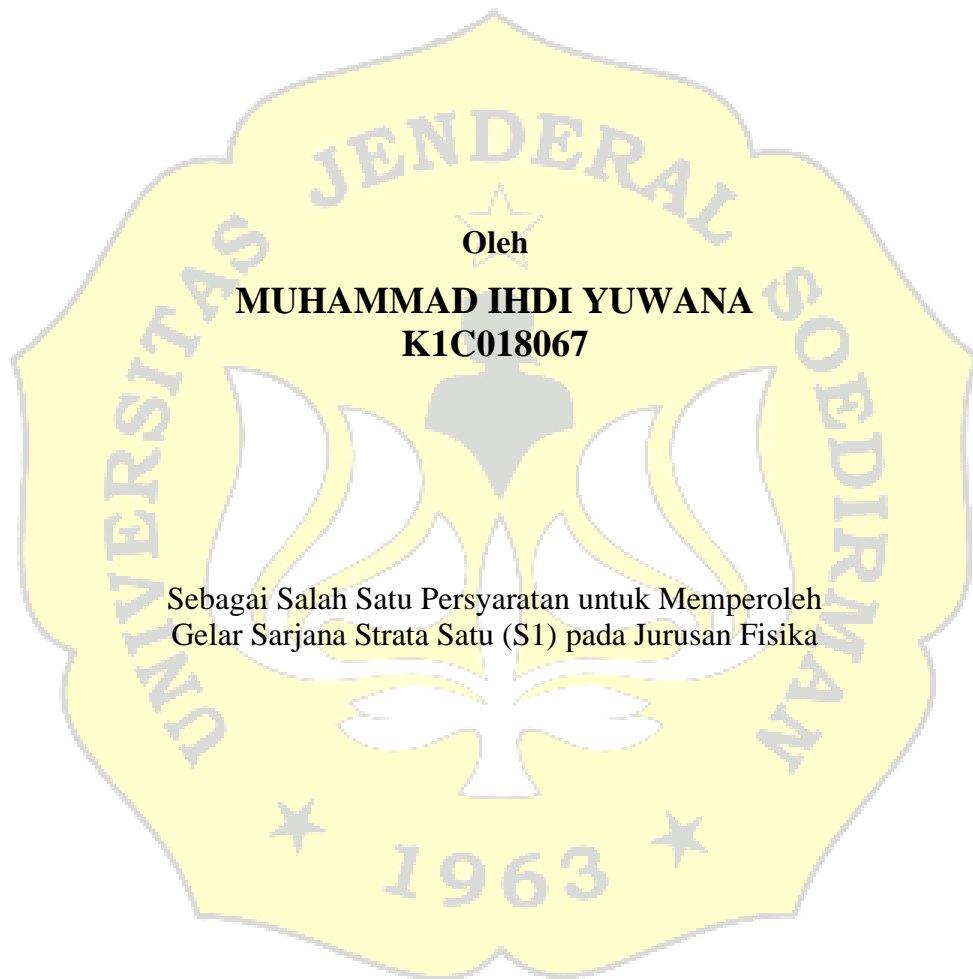 UNIVERSITAS JENDERAL SOEDIRMAN
Oleh
MUHAMMAD IHDI YUWANA
K1C018067
Sebagai Salah Satu Persyaratan untuk Memperoleh
Gelar Sarjana Strata Satu (S1) pada Jurusan Fisika
1963